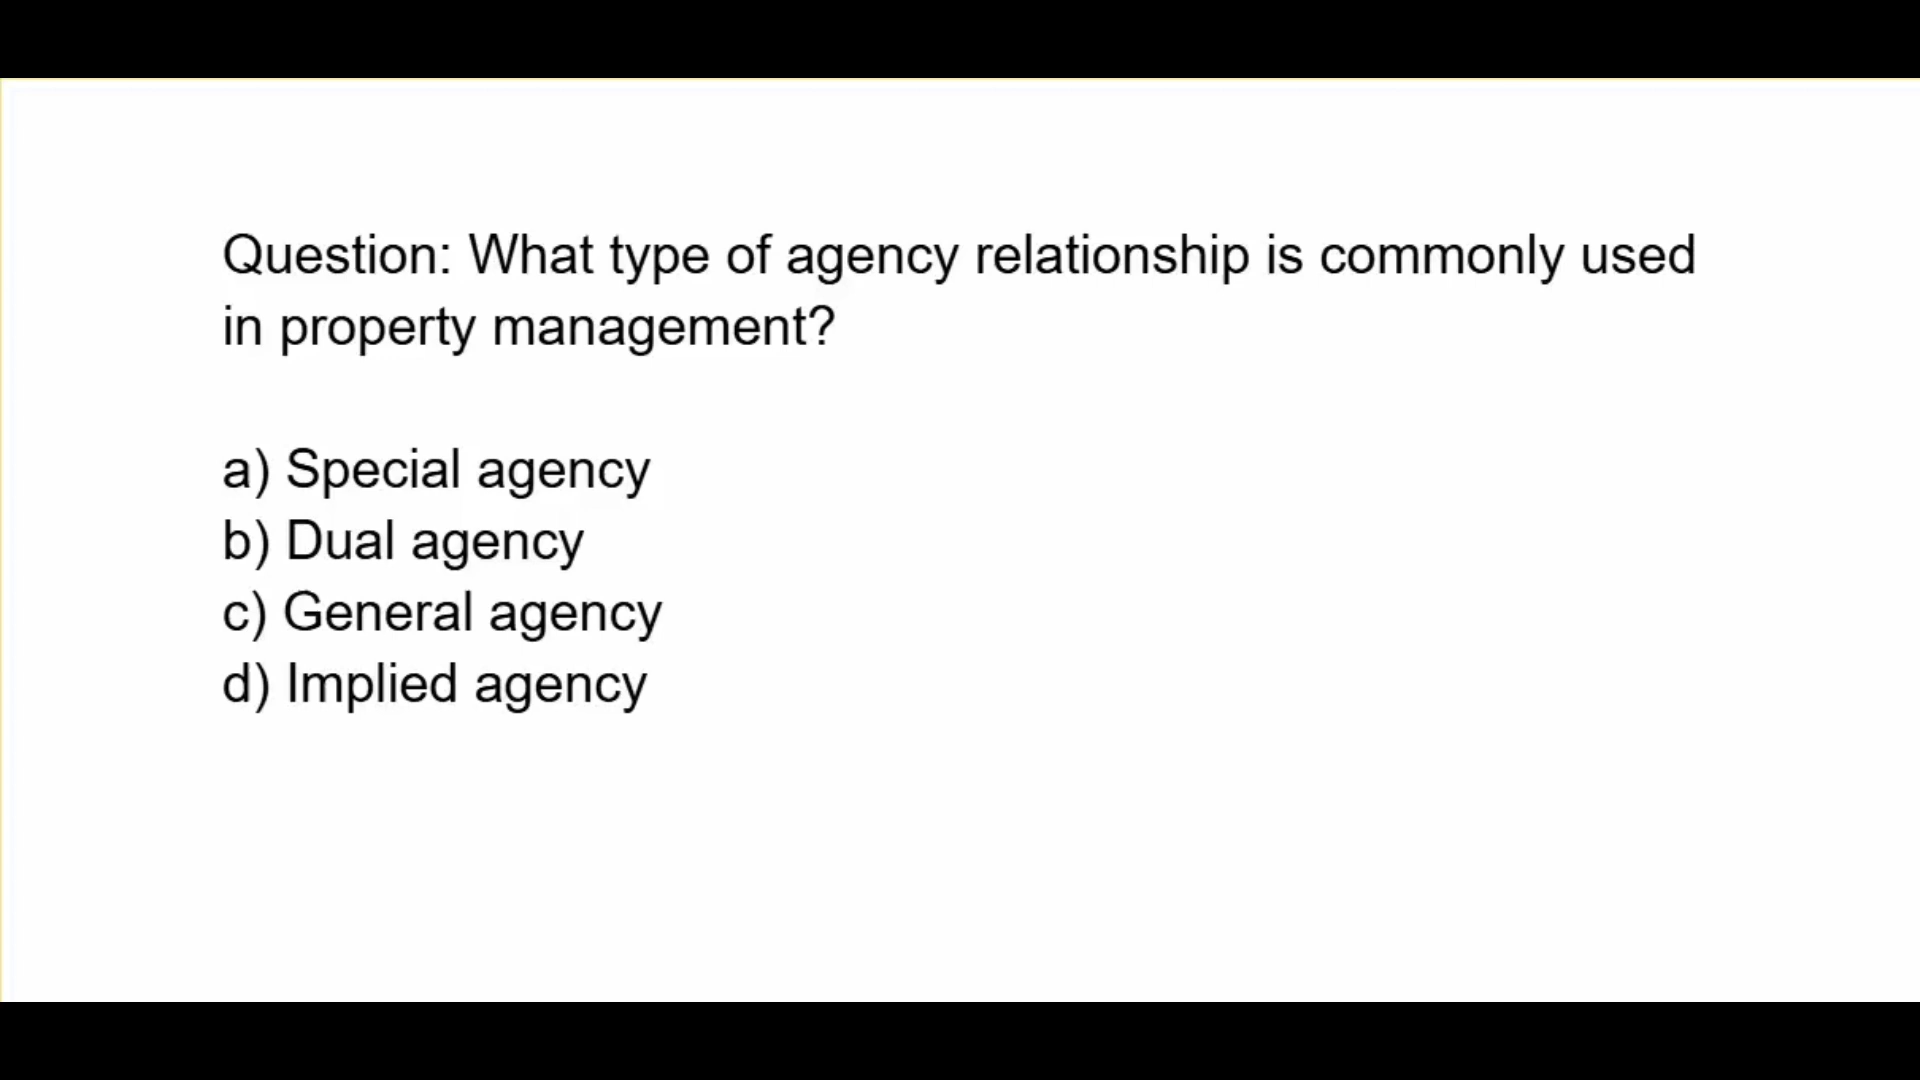 Question: What type of agency relationship is commonly used
in property management?
a) Special agency
b) Dual agency
c) General agency
d) Implied agency